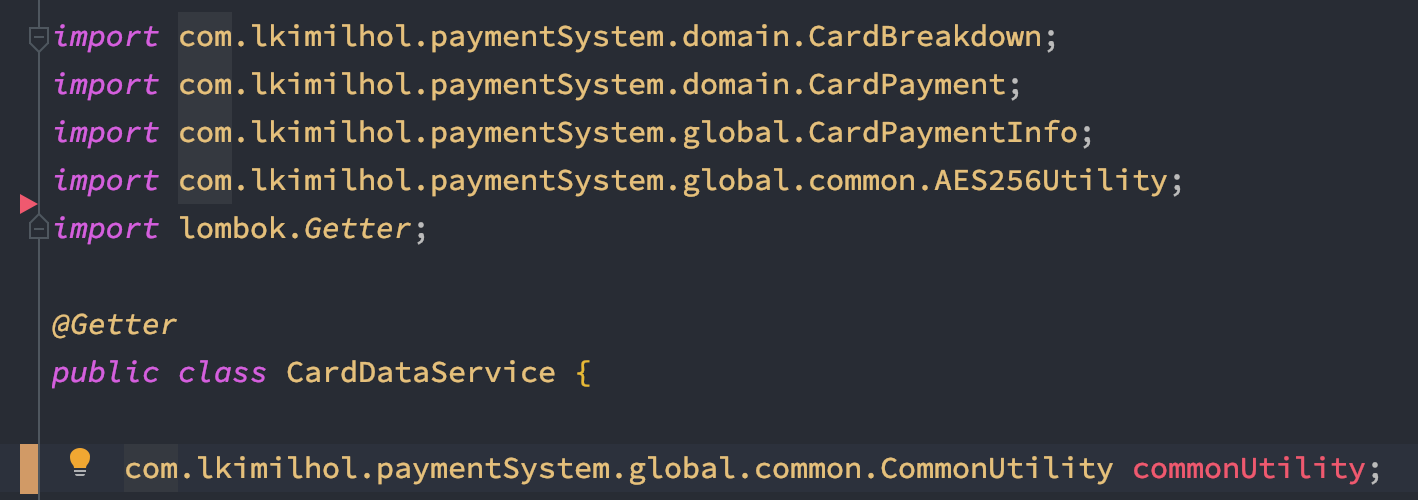 import com.lkimilhol.paymentSystem.domain.CardBreakdown;
import com.lkimilhol.paymentSystem.domain.CardPayment;
import com.lkimilhol.paymentSystem.global.CardPaymentInfo;
import com.lkimilhol.paymentSystem.global.common.AES256Utility;
import lombok.Getter;
@Getter
public class CardDataService {
com.lkimilhol.paymentSystem.global.common.CommonUtility commonUtility;